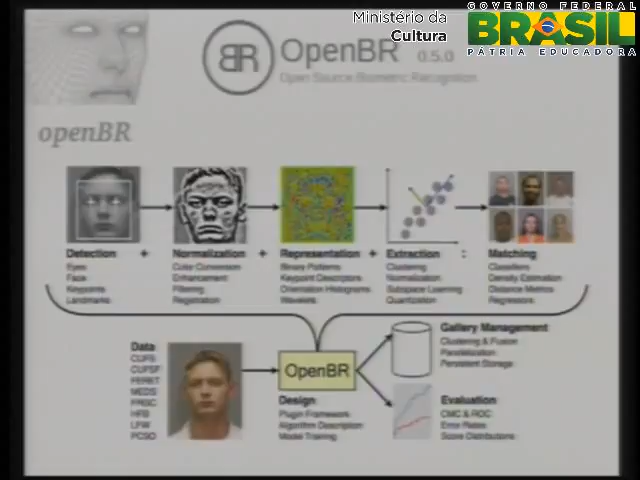 Ministério da
Cultura
GOVERNO FEDERAL
BRASIL
PÁTRIA EDUCADORA
BR
OpenBR 0.5.0
Open Source Biometric Recognition
openBR
Detection + Normalization + Representation + Extraction : Matching
Eyes
Face
Keypoints
Landmarks
Color Conversion
Enhancement
Filtering
Registration
Binary Patterns
Keypoint Descriptors
Orientation Histograms
Wavelets
Clustering
Normalization
Subspace Learning
Quantization
Classifiers
Density Estimation
Distance Metrics
Regressors
Data
CUFS
CUFSF
FERET
MEDS
FRGC
HFB
LFW
PCSO
OpenBR
Design
Plugin Framework
Algorithm Description
Model Training
Gallery Management
Clustering & Fusion
Parallelization
Persistent Storage
Evaluation
CMC & ROC
Error Rates
Score Distributions